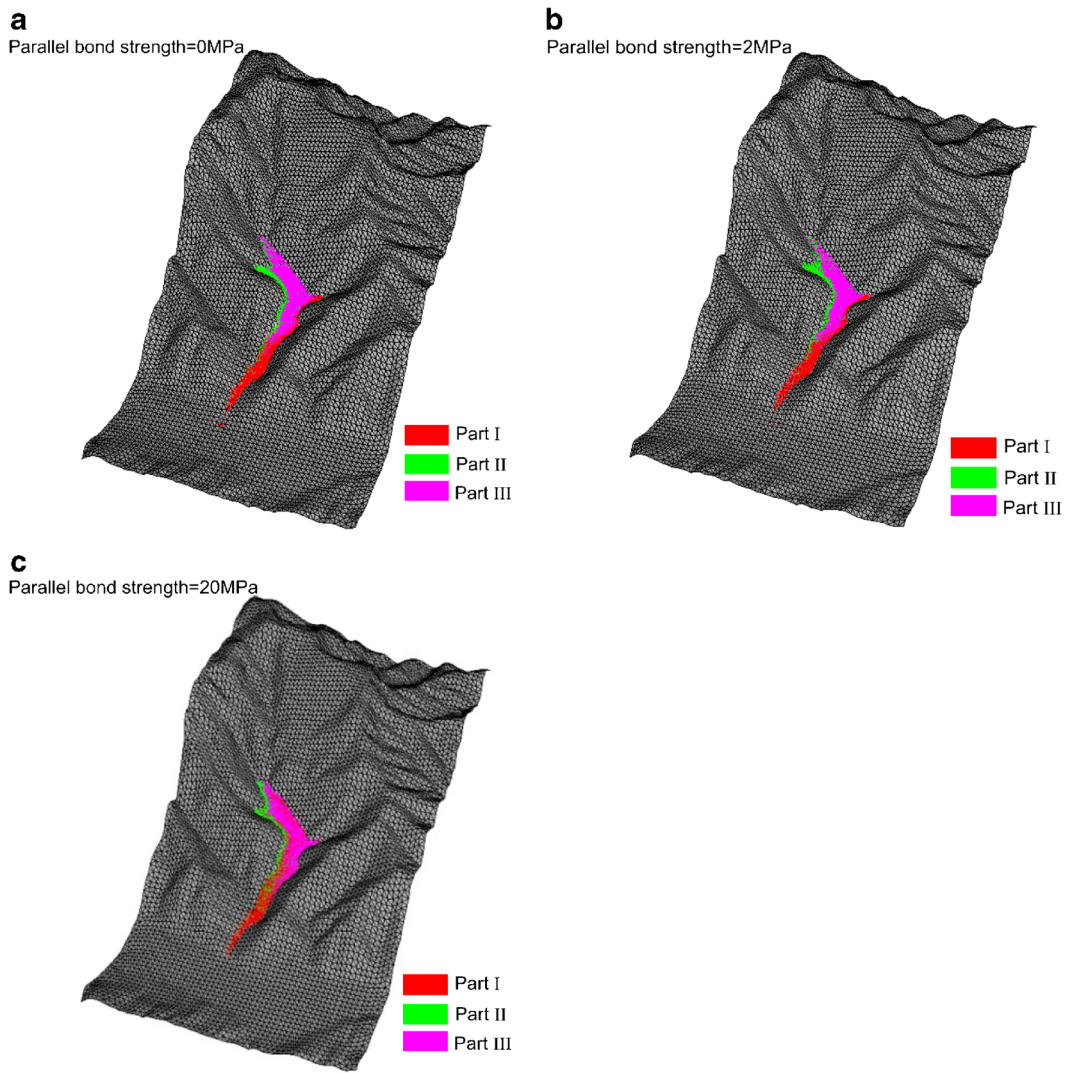 a
Parallel bond strength=0MPa
Part I
Part II
Part III
b
Parallel bond strength=2MPa
Part I
Part II
Part III
c
Parallel bond strength=20MPa
Part I
Part II
Part III